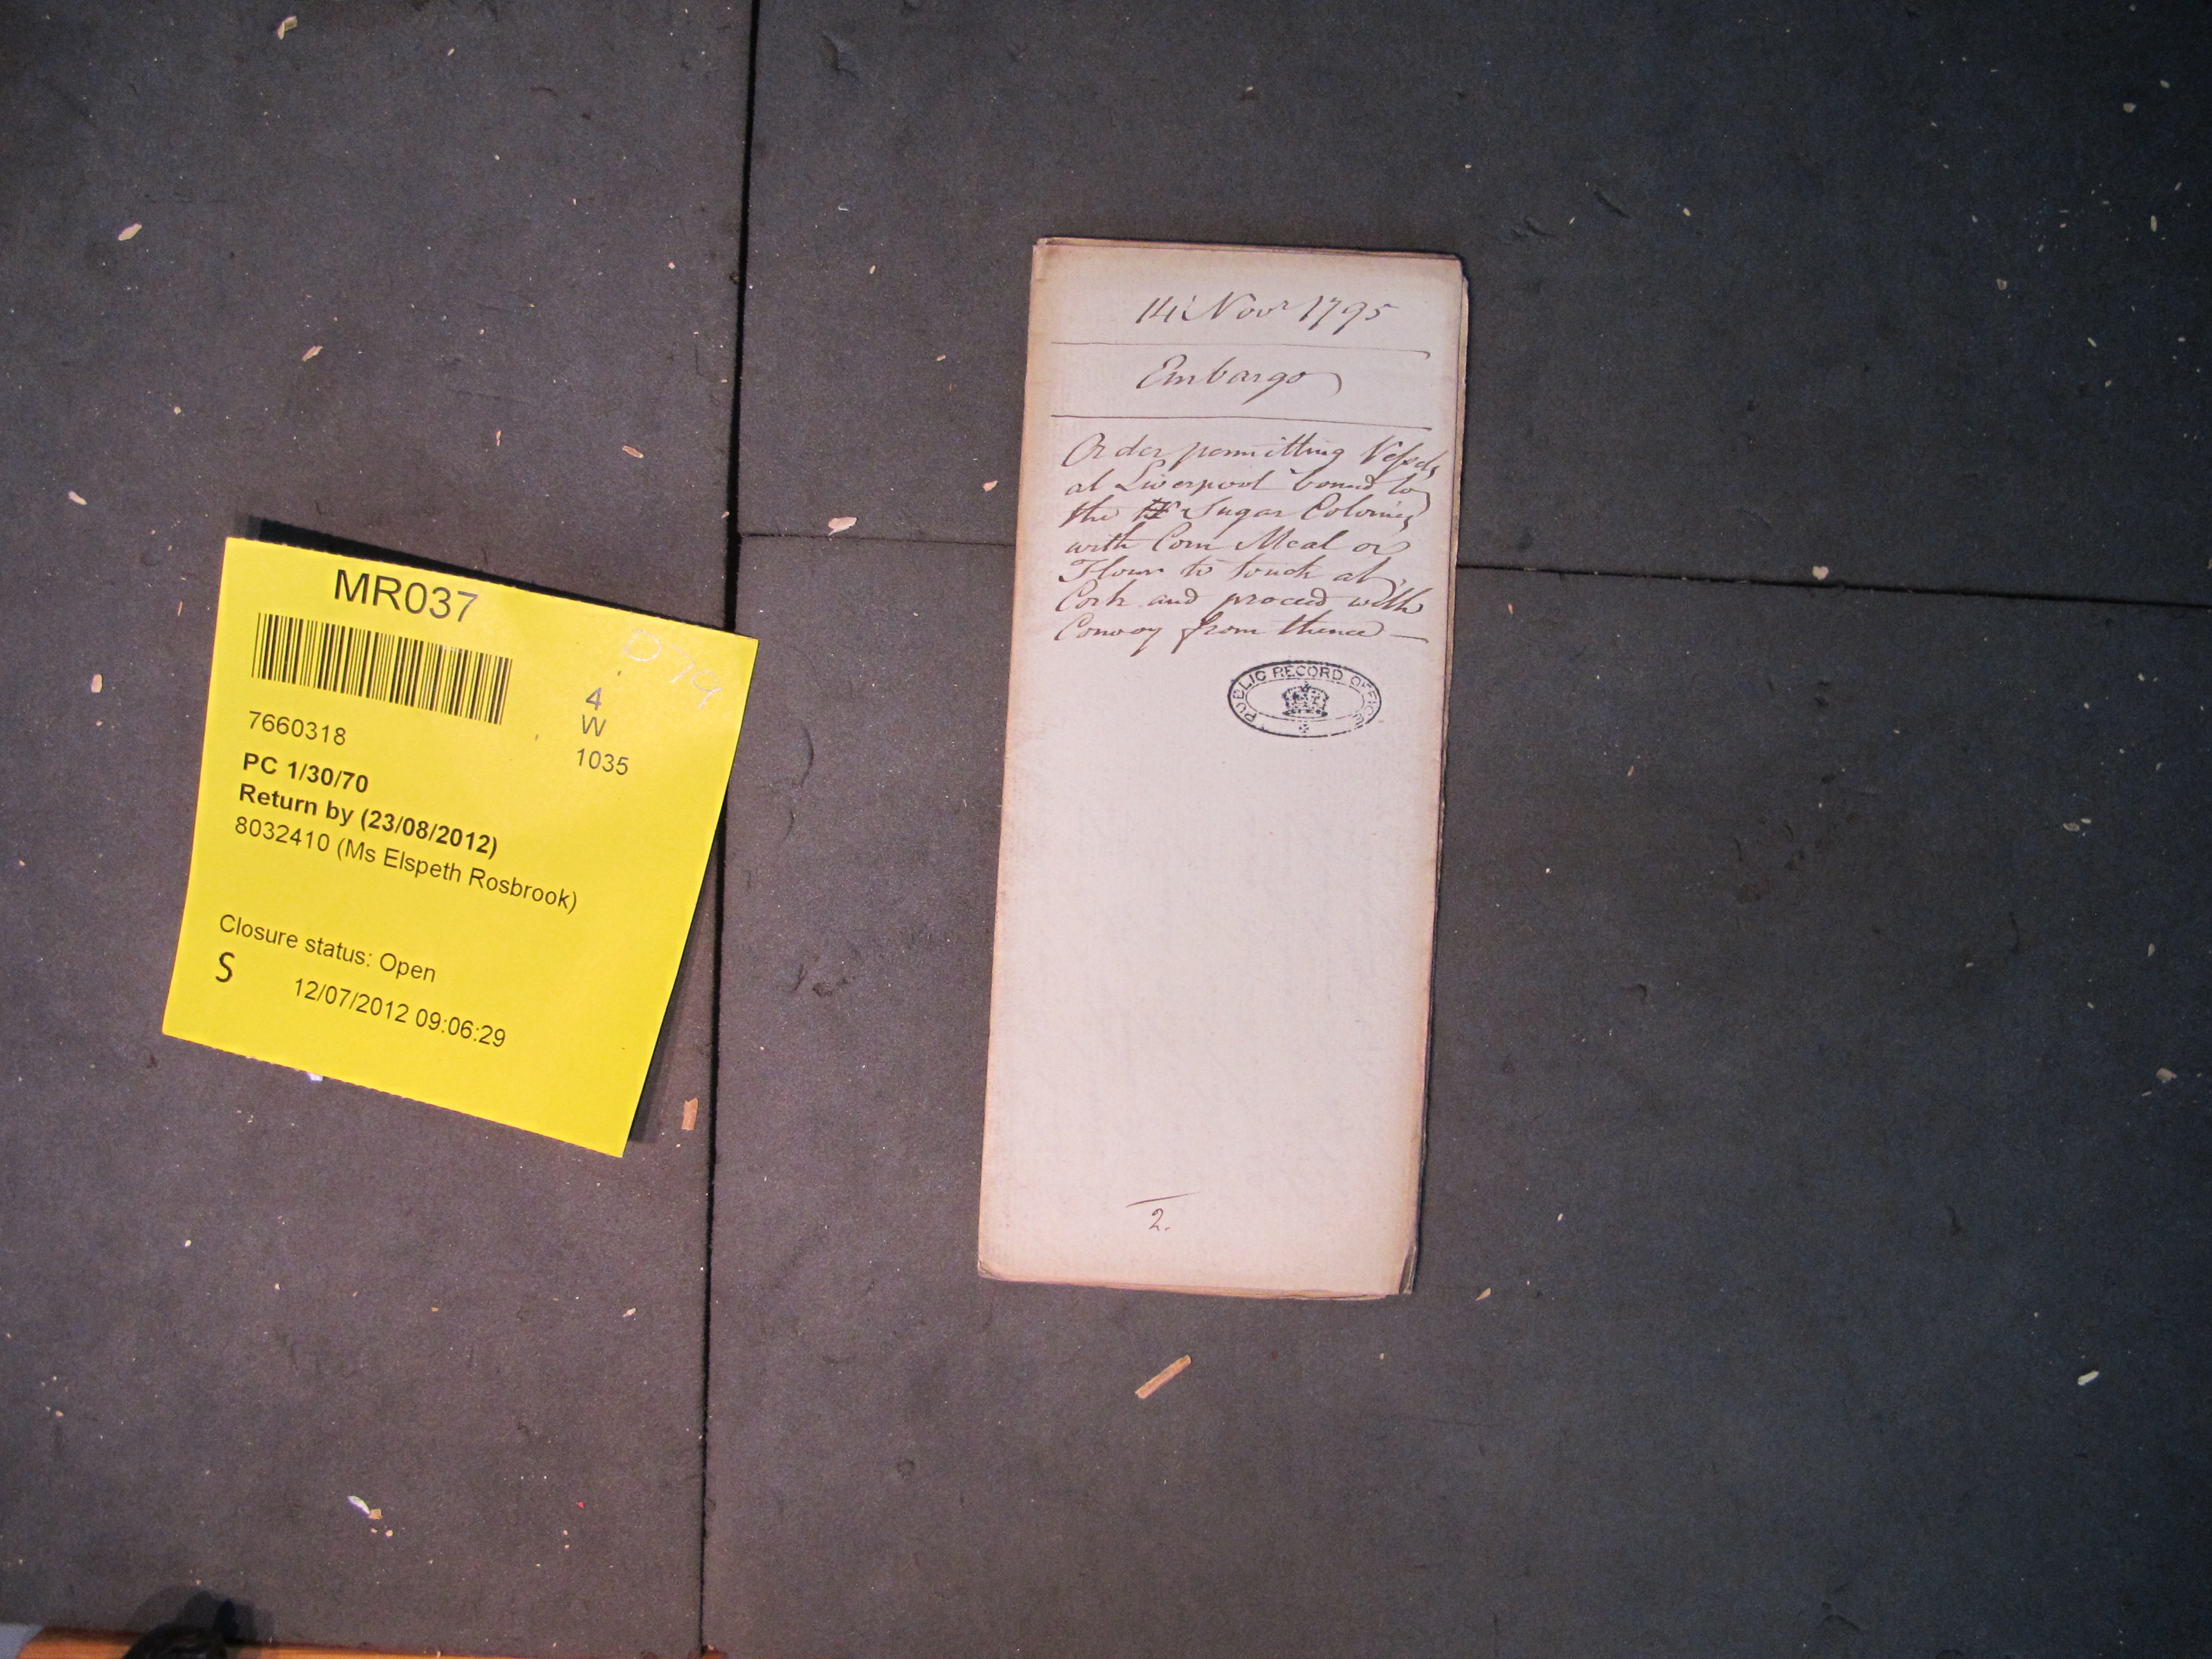 MR037
D79
4
W
1035
7660318
PC 1/30/70
Return by (23/08/2012)
8032410 (Ms Elspeth Rosbrook)
Closure status: Open
S
12/07/2012 09:06:29
14 Novr 1795
Embargo
Order permitting Vessels
at Liverpool bound to
the Sugar Colonies
with Corn Meal or
Flour to touch at
Cork and proceed with
Convoy from thence —
PUBLIC RECORD OFFICE
2.